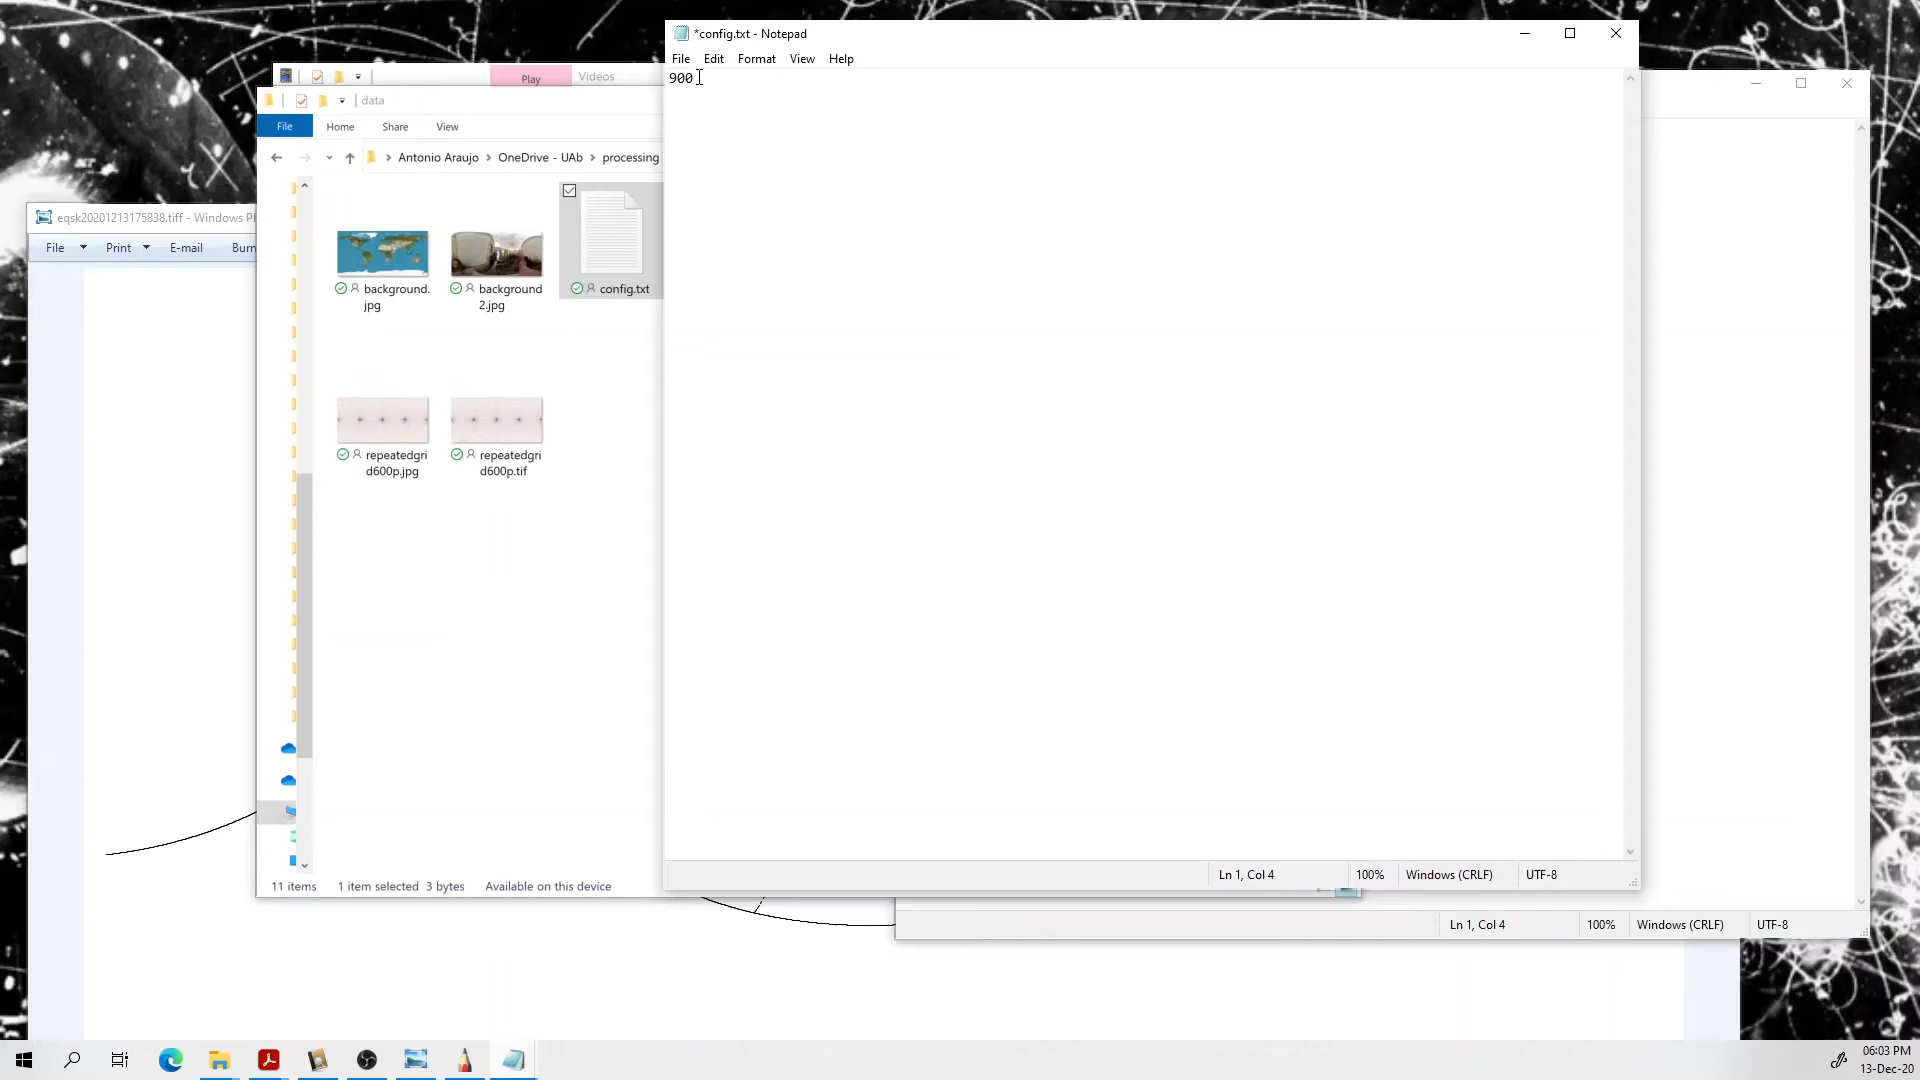 *config.txt - Notepad
File Edit Format View Help
900
Play
Videos
data
File Home Share View
Antonio Araujo OneDrive - UAb processing
background.
jpg
background
2.jpg
config.txt
repeatedgri
d600p.jpg
repeatedgri
d600p.tif
11 items 1 item selected 3 bytes Available on this device
eqsk20201213175838.tiff - Windows Ph
File Print E-mail Burn
Ln 1, Col 4 100% Windows (CRLF) UTF-8
Ln 1, Col 4 100% Windows (CRLF) UTF-8
06:03 PM
13-Dec-20